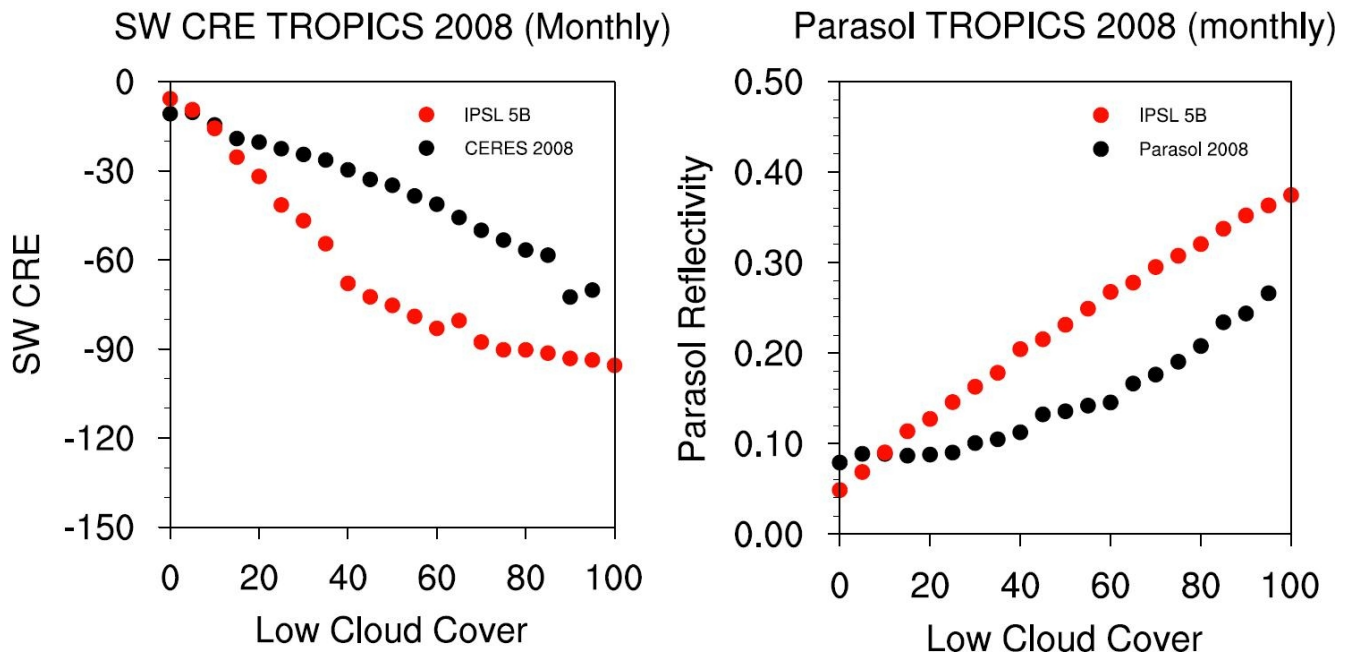 SW CRE TROPICS 2008 (Monthly)
0
-30
-60
-90
-120
-150
SW CRE
IPSL 5B
CERES 2008
0 20 40 60 80 100
Low Cloud Cover
Parasol TROPICS 2008 (monthly)
0.50
0.40
0.30
0.20
0.10
0.00
Parasol Reflectivity
IPSL 5B
Parasol 2008
0 20 40 60 80 100
Low Cloud Cover